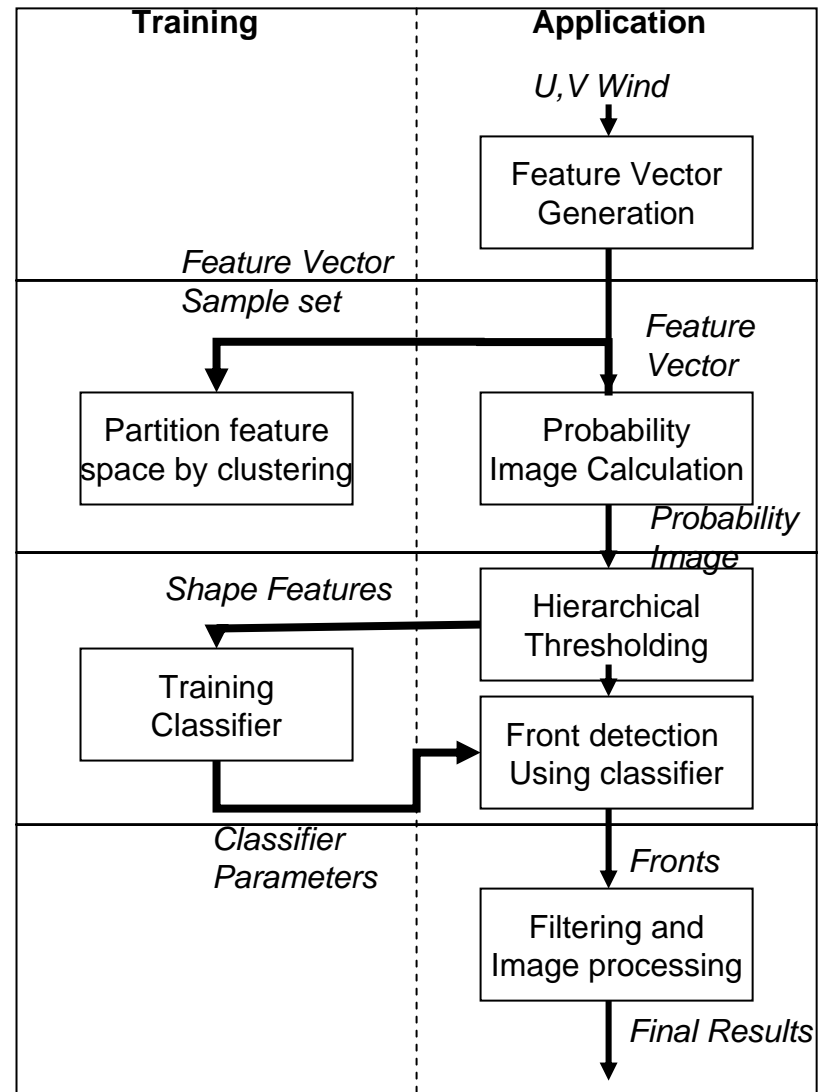 Training
Application
U,V Wind
Feature Vector
Generation
Feature Vector
Sample set
Feature
Vector
Partition feature
space by clustering
Probability
Image Calculation
Probability
Image
Shape Features
Hierarchical
Thresholding
Training
Classifier
Front detection
Using classifier
Classifier
Parameters
Fronts
Filtering and
Image processing
Final Results